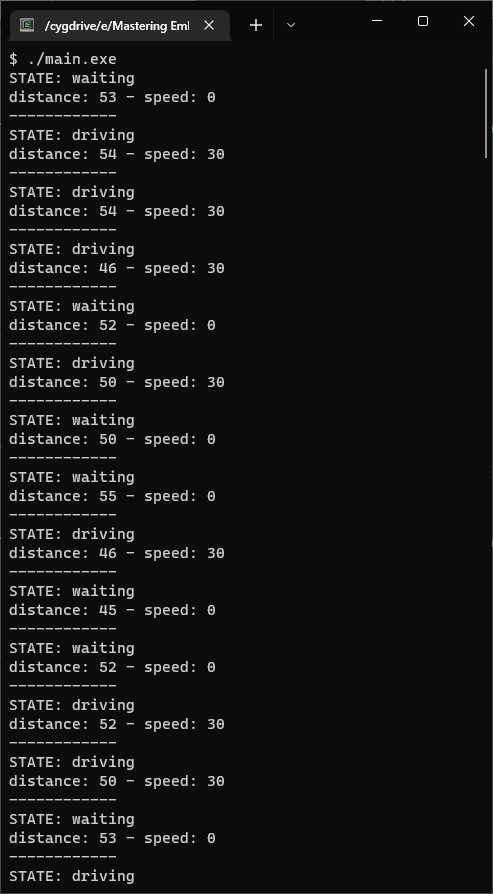 /cygdrive/e/Mastering Eml
$ ./main.exe
STATE: waiting
distance: 53 - speed: 0
------------
STATE: driving
distance: 54 - speed: 30
------------
STATE: driving
distance: 54 - speed: 30
------------
STATE: driving
distance: 46 - speed: 30
------------
STATE: waiting
distance: 52 - speed: 0
------------
STATE: driving
distance: 50 - speed: 30
------------
STATE: waiting
distance: 50 - speed: 0
------------
STATE: waiting
distance: 55 - speed: 0
------------
STATE: driving
distance: 46 - speed: 30
------------
STATE: waiting
distance: 45 - speed: 0
------------
STATE: waiting
distance: 52 - speed: 0
------------
STATE: driving
distance: 52 - speed: 30
------------
STATE: driving
distance: 50 - speed: 30
------------
STATE: waiting
distance: 53 - speed: 0
------------
STATE: driving